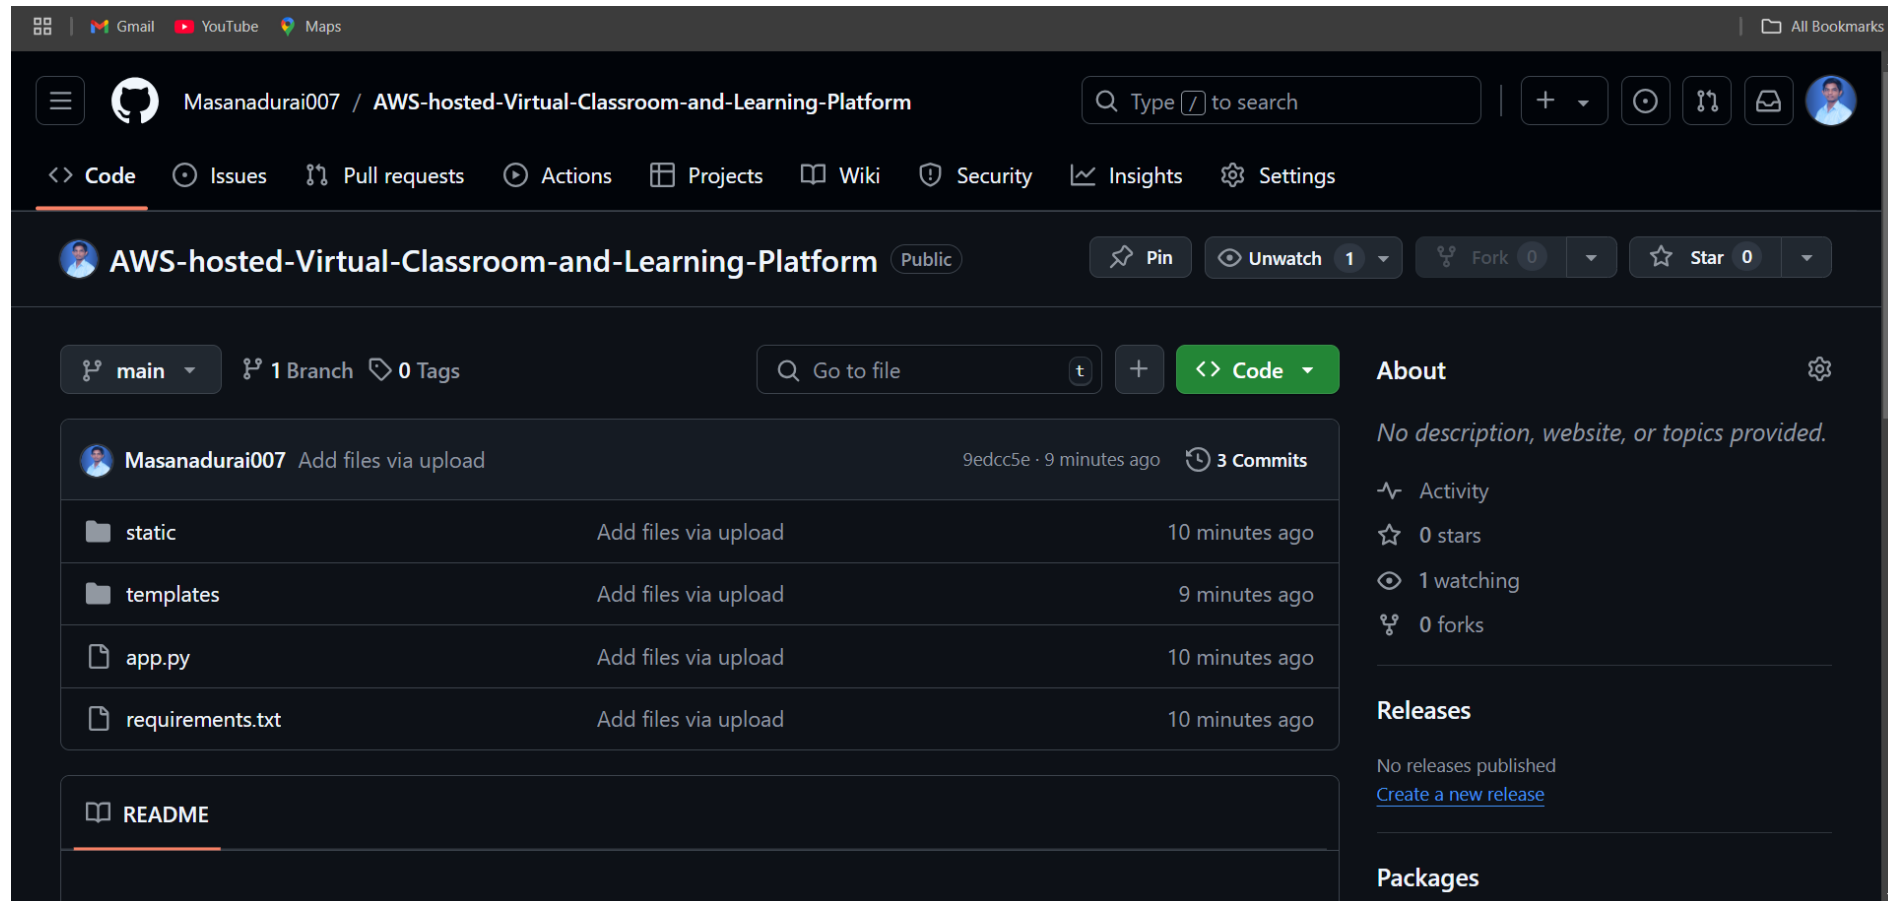 Gmail YouTube Maps All Bookmarks
Masanadurai007 / AWS-hosted-Virtual-Classroom-and-Learning-Platform Type / to search
Code Issues Pull requests Actions Projects Wiki Security Insights Settings
AWS-hosted-Virtual-Classroom-and-Learning-Platform Public Pin Unwatch 1 Fork 0 Star 0
main 1 Branch 0 Tags Go to file t + Code
Masanadurai007 Add files via upload 9edcc5e · 9 minutes ago 3 Commits
static Add files via upload 10 minutes ago
templates Add files via upload 9 minutes ago
app.py Add files via upload 10 minutes ago
requirements.txt Add files via upload 10 minutes ago
README
About
No description, website, or topics provided.
Activity
0 stars
1 watching
0 forks
Releases
No releases published
Create a new release
Packages